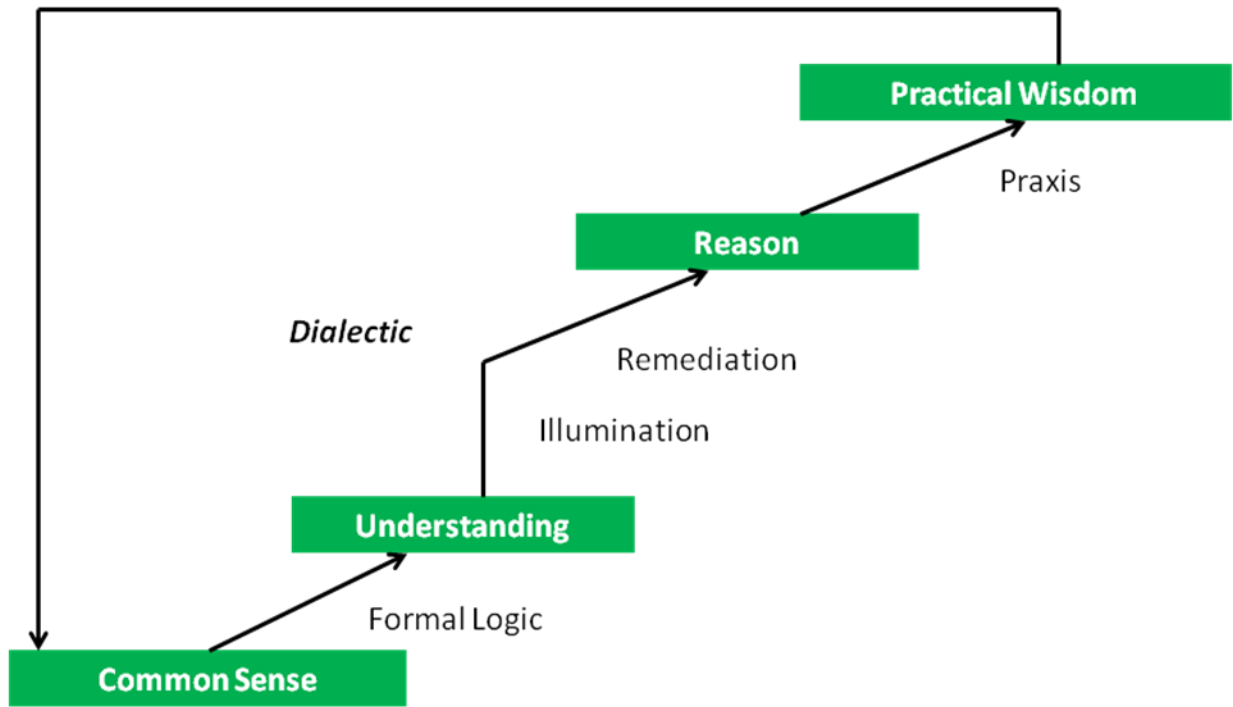 Practical Wisdom
Praxis
Reason
Dialectic
Remediation
Illumination
Understanding
Formal Logic
Common Sense